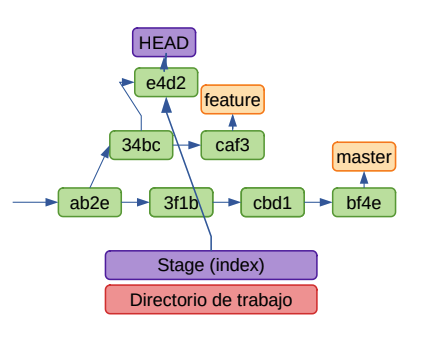 HEAD
e4d2
feature
34bc
caf3
master
ab2e
3f1b
cbd1
bf4e
Stage (index)
Directorio de trabajo